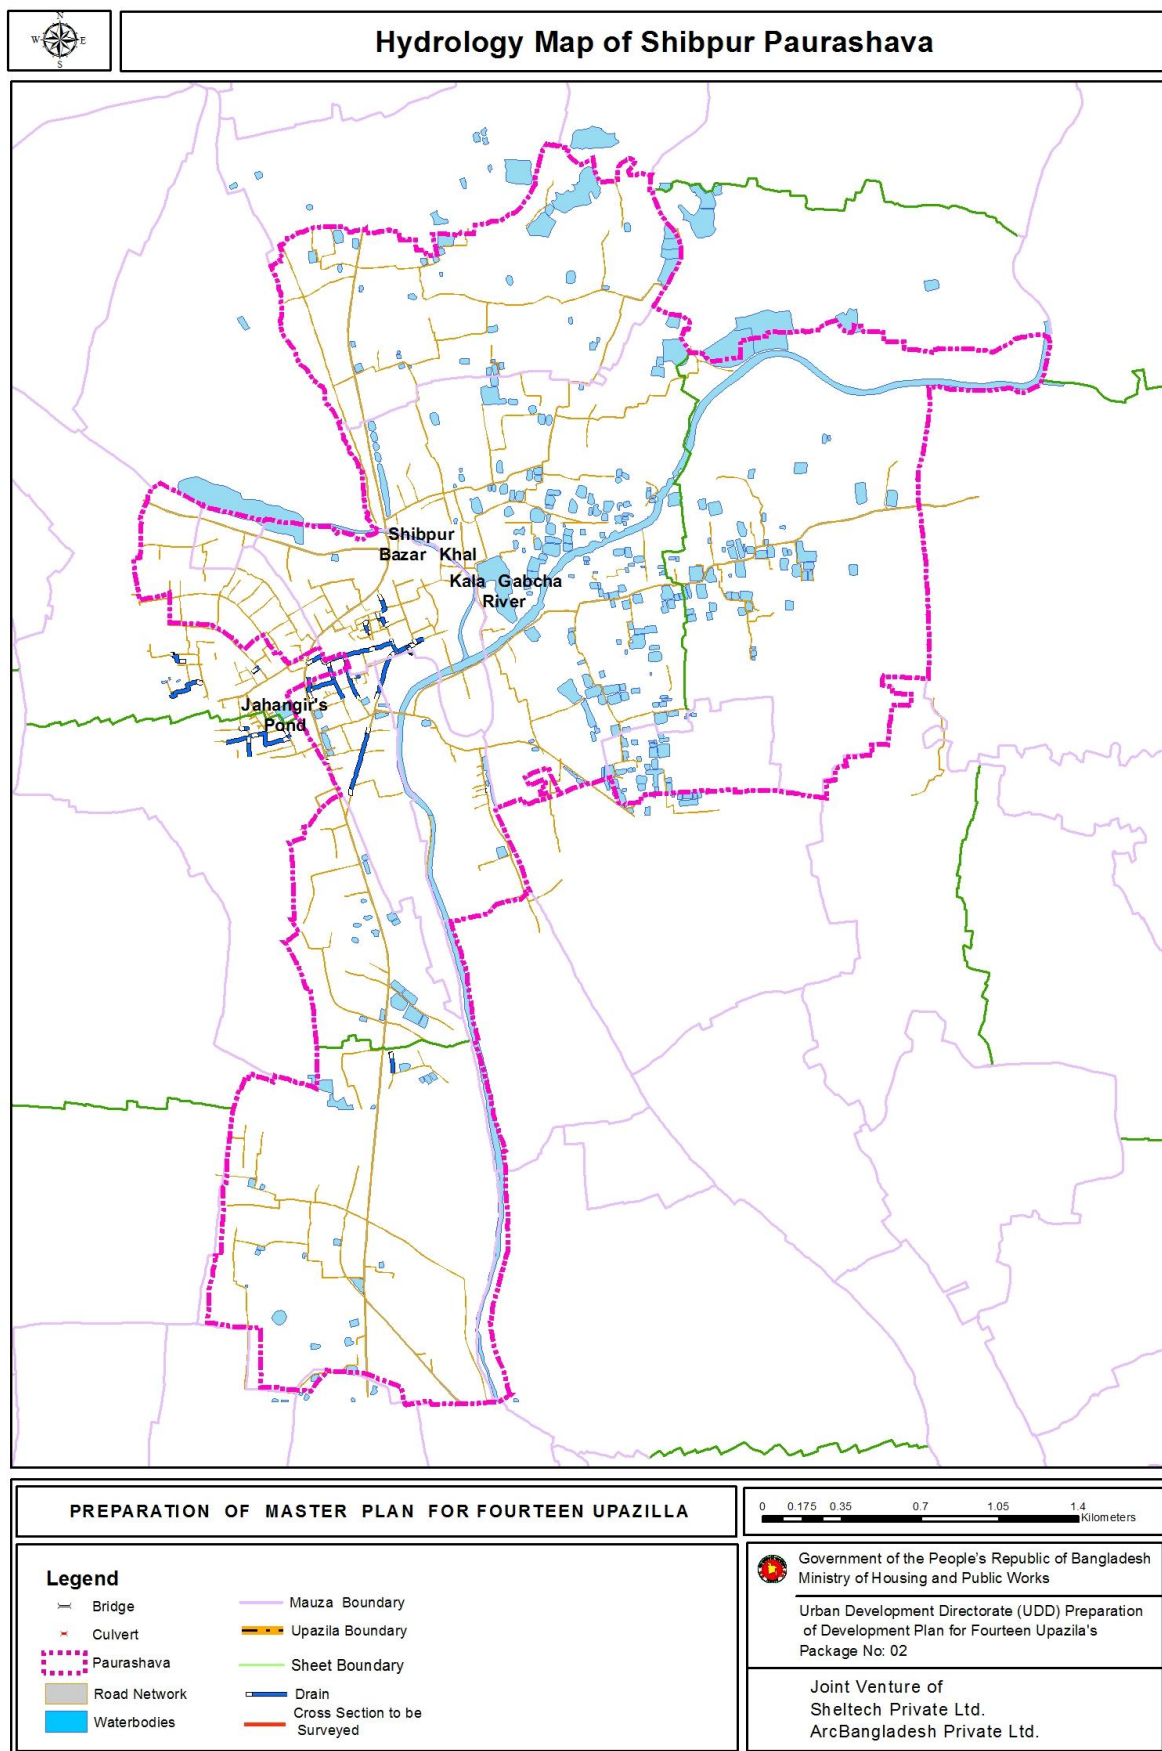 N
W E
S
Hydrology Map of Shibpur Paurashava
Shibpur
Bazar Khal
Kala Gabcha
River
Jahangir's
Pond
PREPARATION OF MASTER PLAN FOR FOURTEEN UPAZILLA
0 0.175 0.35 0.7 1.05 1.4
Kilometers
Legend
Bridge
Culvert
Paurashava
Road Network
Waterbodies
Mauza Boundary
Upazila Boundary
Sheet Boundary
Drain
Cross Section to be
Surveyed
Government of the People's Republic of Bangladesh
Ministry of Housing and Public Works
Urban Development Directorate (UDD) Preparation
of Development Plan for Fourteen Upazila's
Package No: 02
Joint Venture of
Sheltech Private Ltd.
ArcBangladesh Private Ltd.